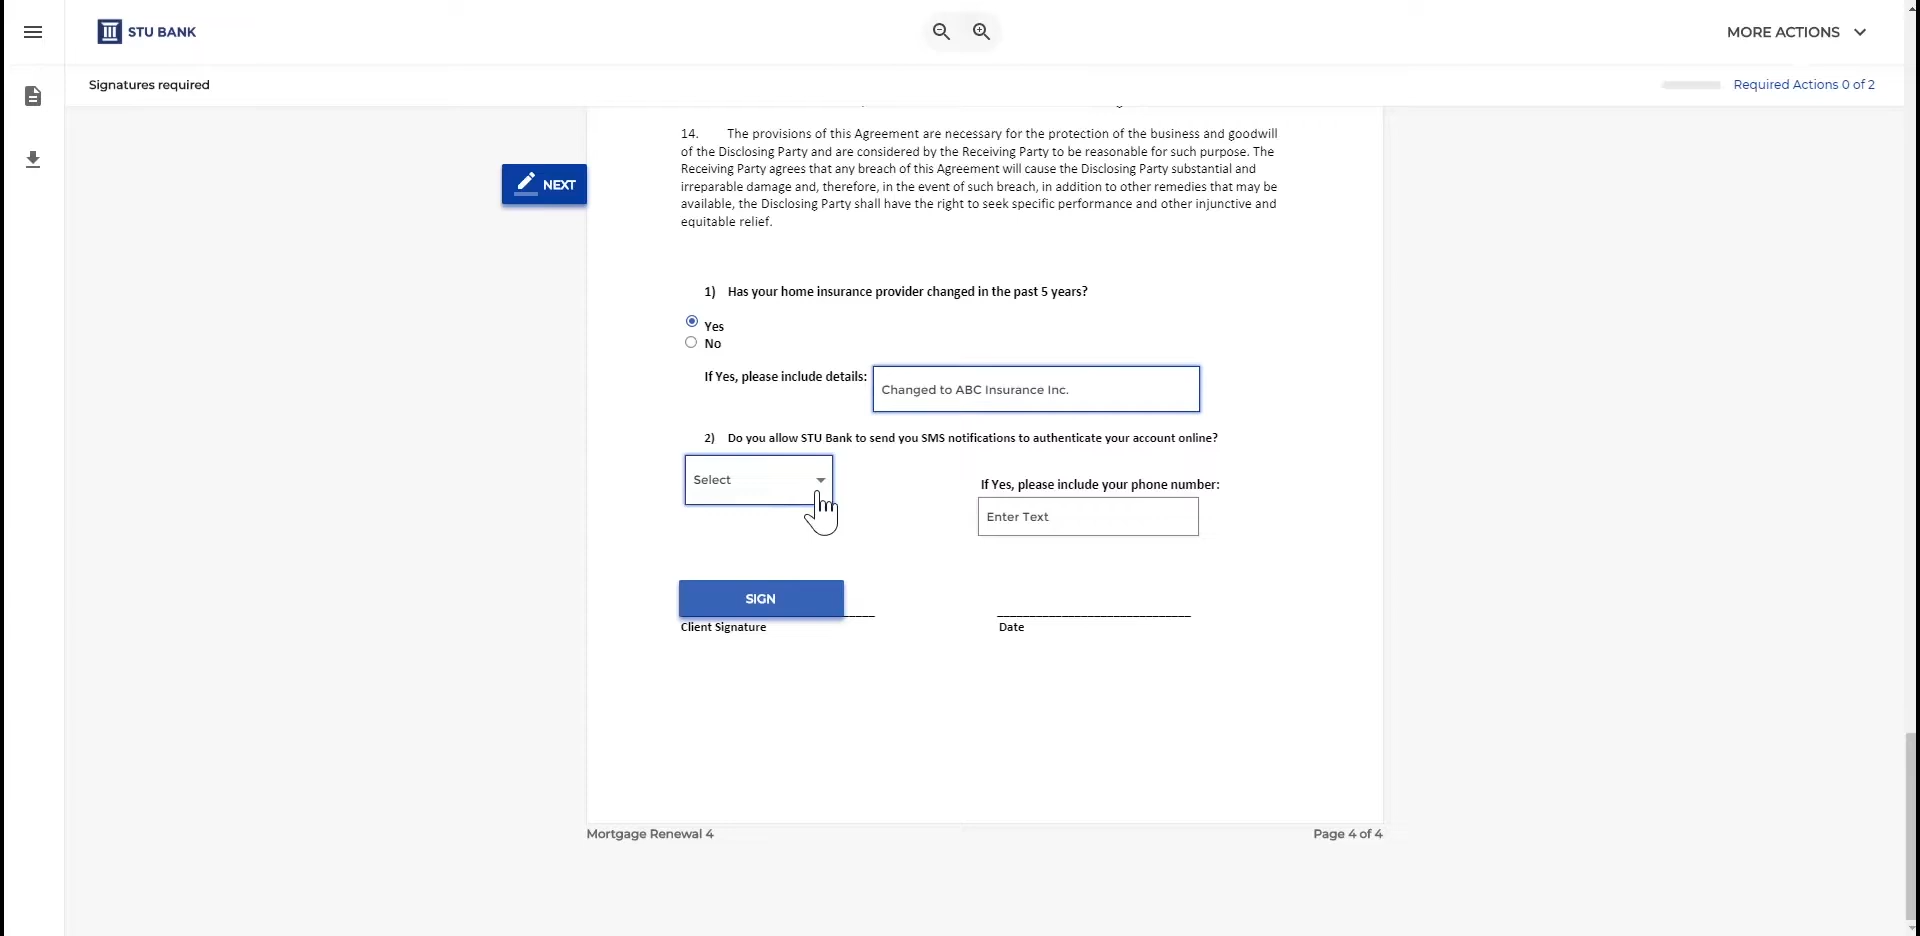 STU BANK
MORE ACTIONS
Signatures required
Required Actions 0 of 2
14. The provisions of this Agreement are necessary for the protection of the business and goodwill
of the Disclosing Party and are considered by the Receiving Party to be reasonable for such purpose. The
Receiving Party agrees that any breach of this Agreement will cause the Disclosing Party substantial and
irreparable damage and, therefore, in the event of such breach, in addition to other remedies that may be
available, the Disclosing Party shall have the right to seek specific performance and other injunctive and
equitable relief.
NEXT
1) Has your home insurance provider changed in the past 5 years?
Yes
No
If Yes, please include details:
Changed to ABC Insurance Inc.
2) Do you allow STU Bank to send you SMS notifications to authenticate your account online?
Select
If Yes, please include your phone number:
Enter Text
SIGN
Client Signature
Date
Mortgage Renewal 4
Page 4 of 4